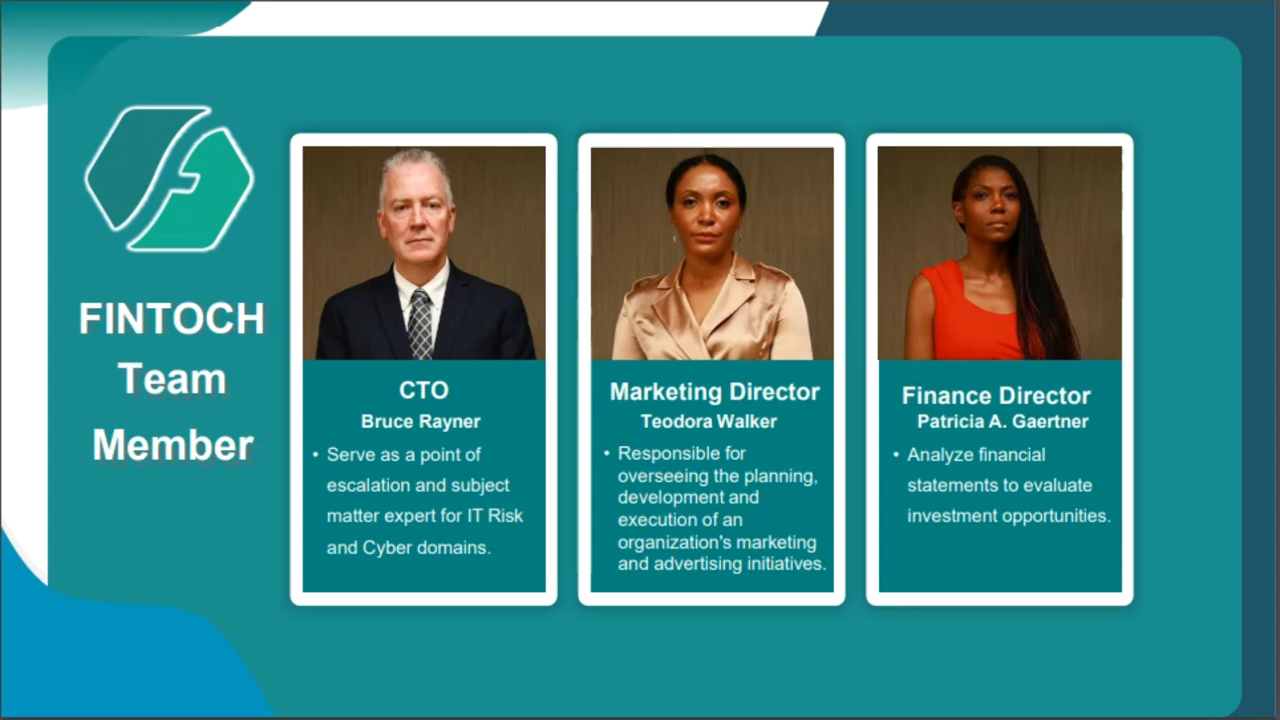 FINTOCH
Team
Member
CTO
Bruce Rayner
• Serve as a point of
escalation and subject
matter expert for IT Risk
and Cyber domains.
Marketing Director
Teodora Walker
• Responsible for
overseeing the planning,
development and
execution of an
organization's marketing
and advertising initiatives.
Finance Director
Patricia A. Gaertner
• Analyze financial
statements to evaluate
investment opportunities.